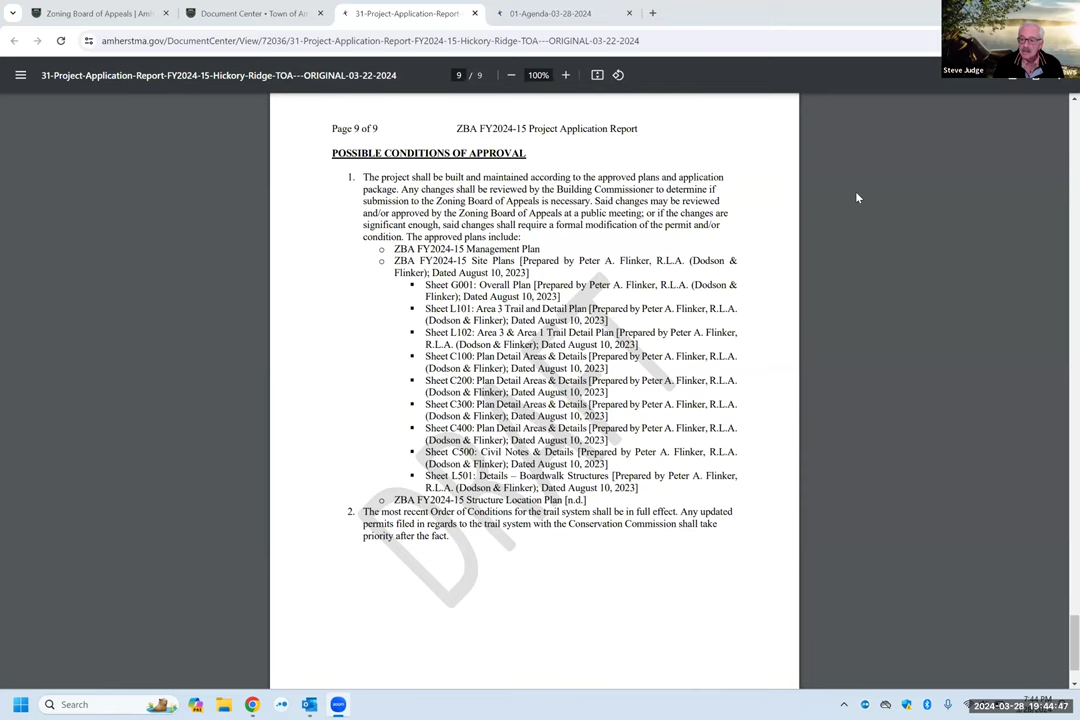 Zoning Board of Appeals | Amh
Document Center • Town of Am
31-Project-Application-Report-
01-Agenda-03-28-2024
amherstma.gov/DocumentCenter/View/72036/31-Project-Application-Report-FY2024-15-Hickory-Ridge-TOA---ORIGINAL-03-22-2024
31-Project-Application-Report-FY2024-15-Hickory-Ridge-TOA---ORIGINAL-03-22-2024
9 / 9
100%
Steve Judge
Page 9 of 9 ZBA FY2024-15 Project Application Report
POSSIBLE CONDITIONS OF APPROVAL
1. The project shall be built and maintained according to the approved plans and application
package. Any changes shall be reviewed by the Building Commissioner to determine if
submission to the Zoning Board of Appeals is necessary. Said changes may be reviewed
and/or approved by the Zoning Board of Appeals at a public meeting; or if the changes are
significant enough, said changes shall require a formal modification of the permit and/or
condition. The approved plans include:
o ZBA FY2024-15 Management Plan
o ZBA FY2024-15 Site Plans [Prepared by Peter A. Flinker, R.L.A. (Dodson &
Flinker); Dated August 10, 2023]
▪ Sheet G001: Overall Plan [Prepared by Peter A. Flinker, R.L.A. (Dodson &
Flinker); Dated August 10, 2023]
▪ Sheet L101: Area 3 Trail and Detail Plan [Prepared by Peter A. Flinker, R.L.A.
(Dodson & Flinker); Dated August 10, 2023]
▪ Sheet L102: Area 3 & Area 1 Trail Detail Plan [Prepared by Peter A. Flinker,
R.L.A. (Dodson & Flinker); Dated August 10, 2023]
▪ Sheet C100: Plan Detail Areas & Details [Prepared by Peter A. Flinker, R.L.A.
(Dodson & Flinker); Dated August 10, 2023]
▪ Sheet C200: Plan Detail Areas & Details [Prepared by Peter A. Flinker, R.L.A.
(Dodson & Flinker); Dated August 10, 2023]
▪ Sheet C300: Plan Detail Areas & Details [Prepared by Peter A. Flinker, R.L.A.
(Dodson & Flinker); Dated August 10, 2023]
▪ Sheet C400: Plan Detail Areas & Details [Prepared by Peter A. Flinker, R.L.A.
(Dodson & Flinker); Dated August 10, 2023]
▪ Sheet C500: Civil Notes & Details [Prepared by Peter A. Flinker, R.L.A.
(Dodson & Flinker); Dated August 10, 2023]
▪ Sheet L501: Details – Boardwalk Structures [Prepared by Peter A. Flinker,
R.L.A. (Dodson & Flinker); Dated August 10, 2023]
o ZBA FY2024-15 Structure Location Plan [n.d.]
2. The most recent Order of Conditions for the trail system shall be in full effect. Any updated
permits filed in regards to the trail system with the Conservation Commission shall take
priority after the fact.
DRAFT
Search
7:44 PM
2024-03-28 19:44:47